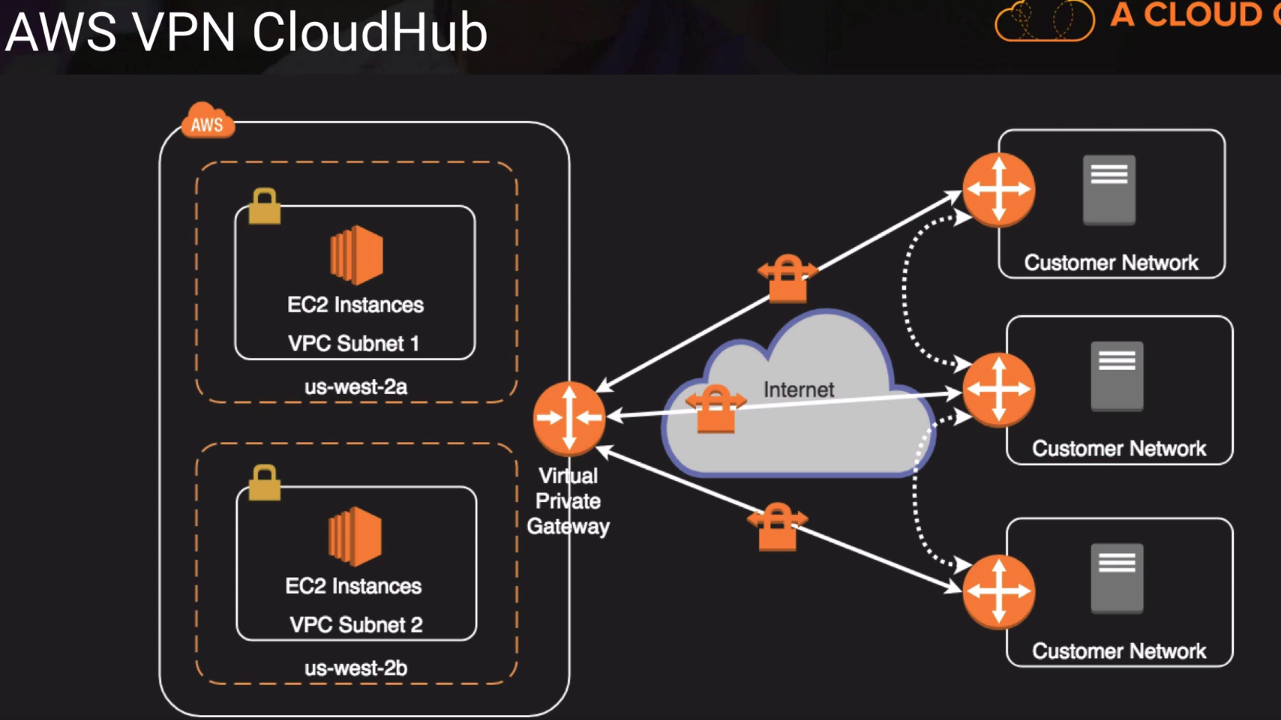 AWS VPN CloudHub
A CLOUD
AWS
EC2 Instances
VPC Subnet 1
us-west-2a
EC2 Instances
VPC Subnet 2
us-west-2b
Virtual
Private
Gateway
Internet
Customer Network
Customer Network
Customer Network